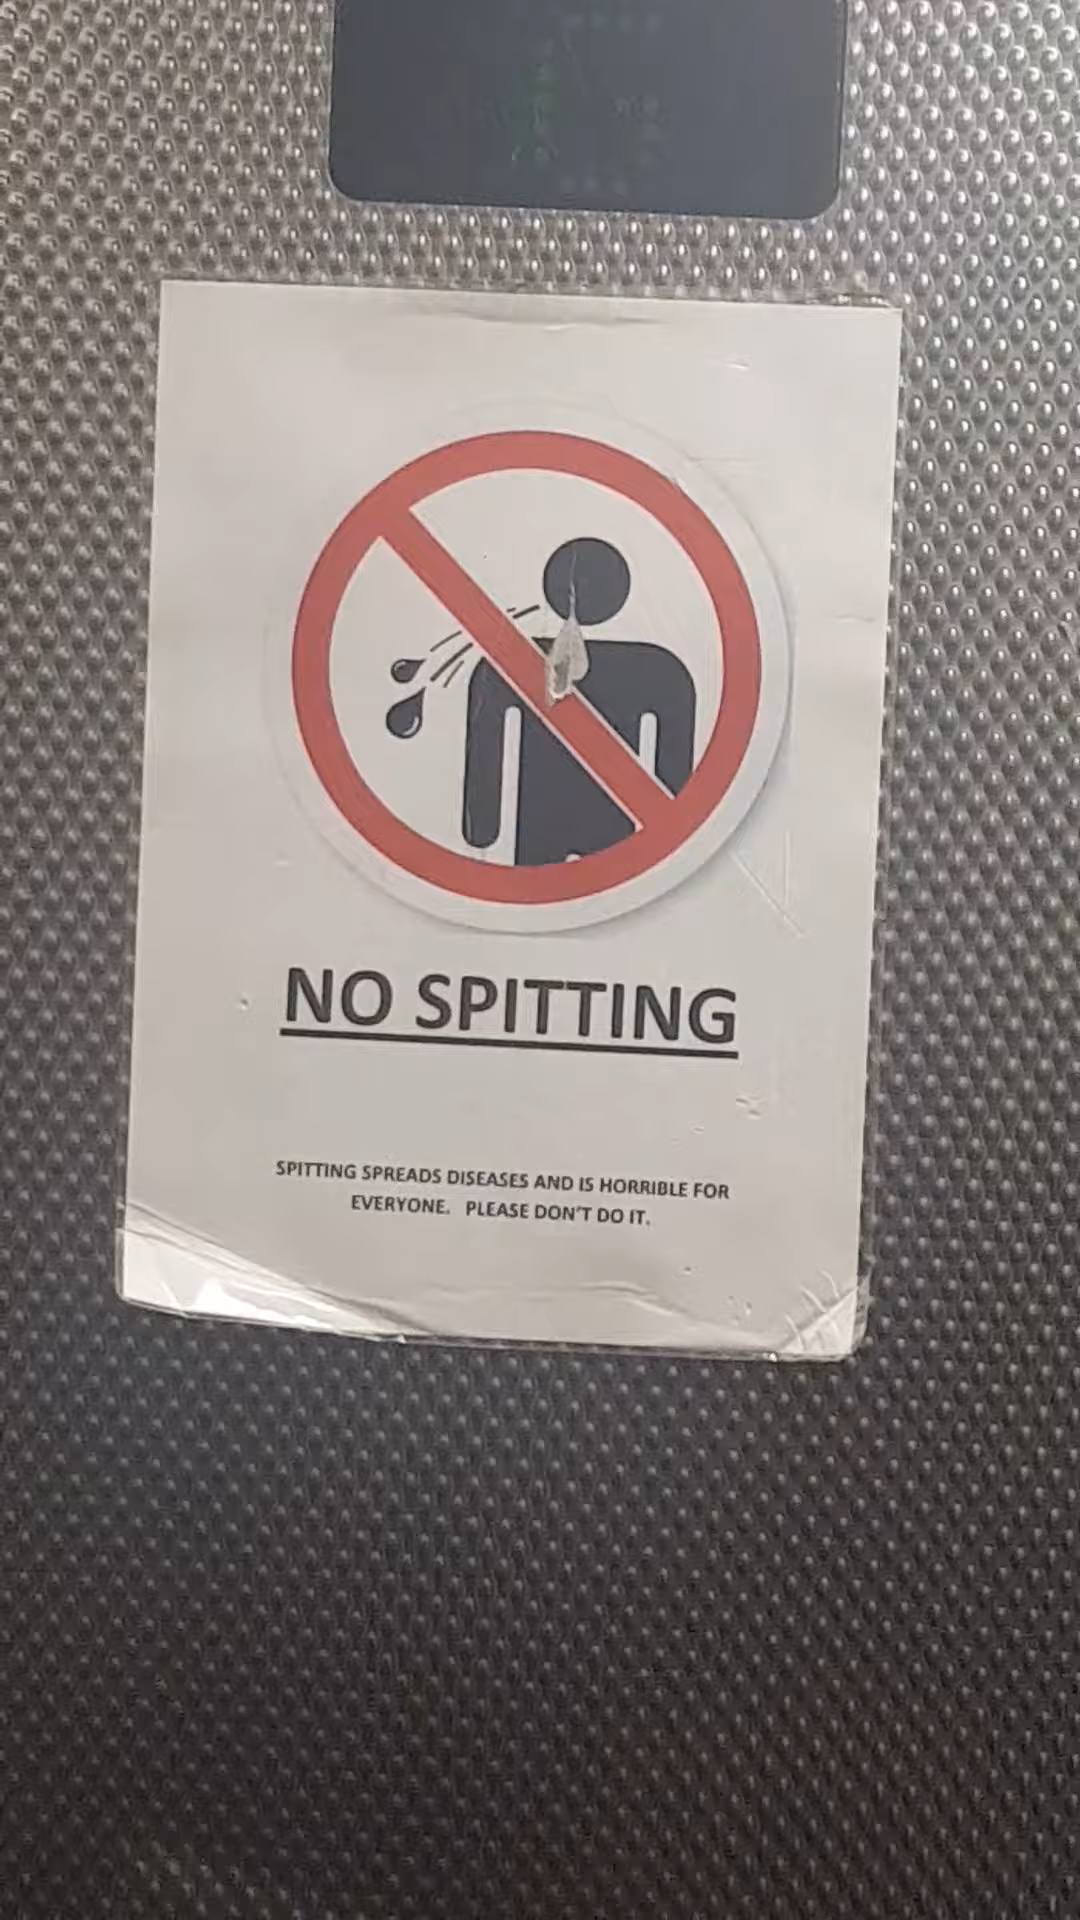 NO SPITTING
SPITTING SPREADS DISEASES AND IS HORRIBLE FOR
EVERYONE. PLEASE DON'T DO IT.